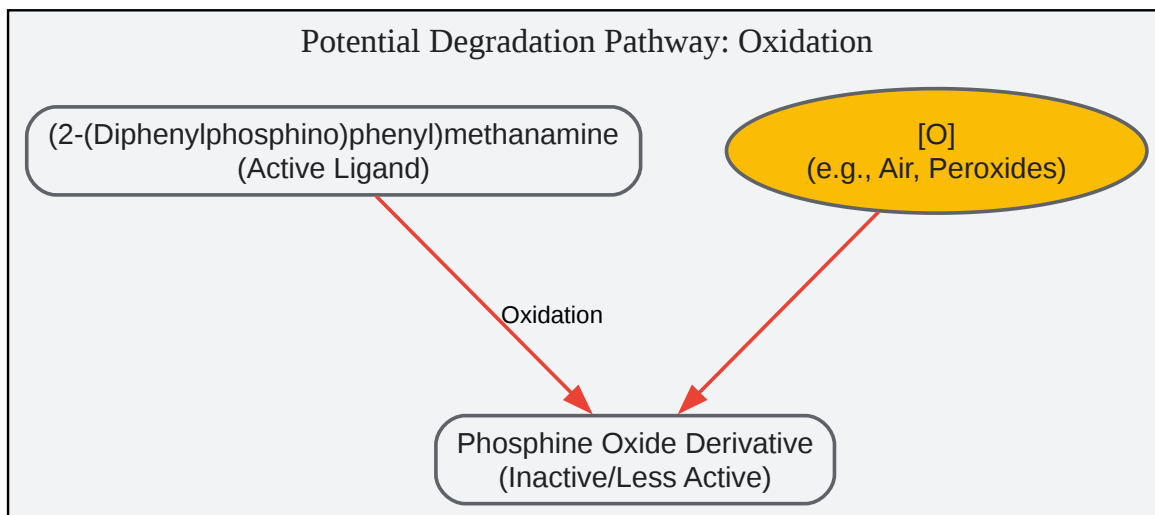 Potential Degradation Pathway: Oxidation
(2-(Diphenylphosphino)phenyl)methanamine
(Active Ligand)
[O]
(e.g., Air, Peroxides)
Oxidation
Phosphine Oxide Derivative
(Inactive/Less Active)